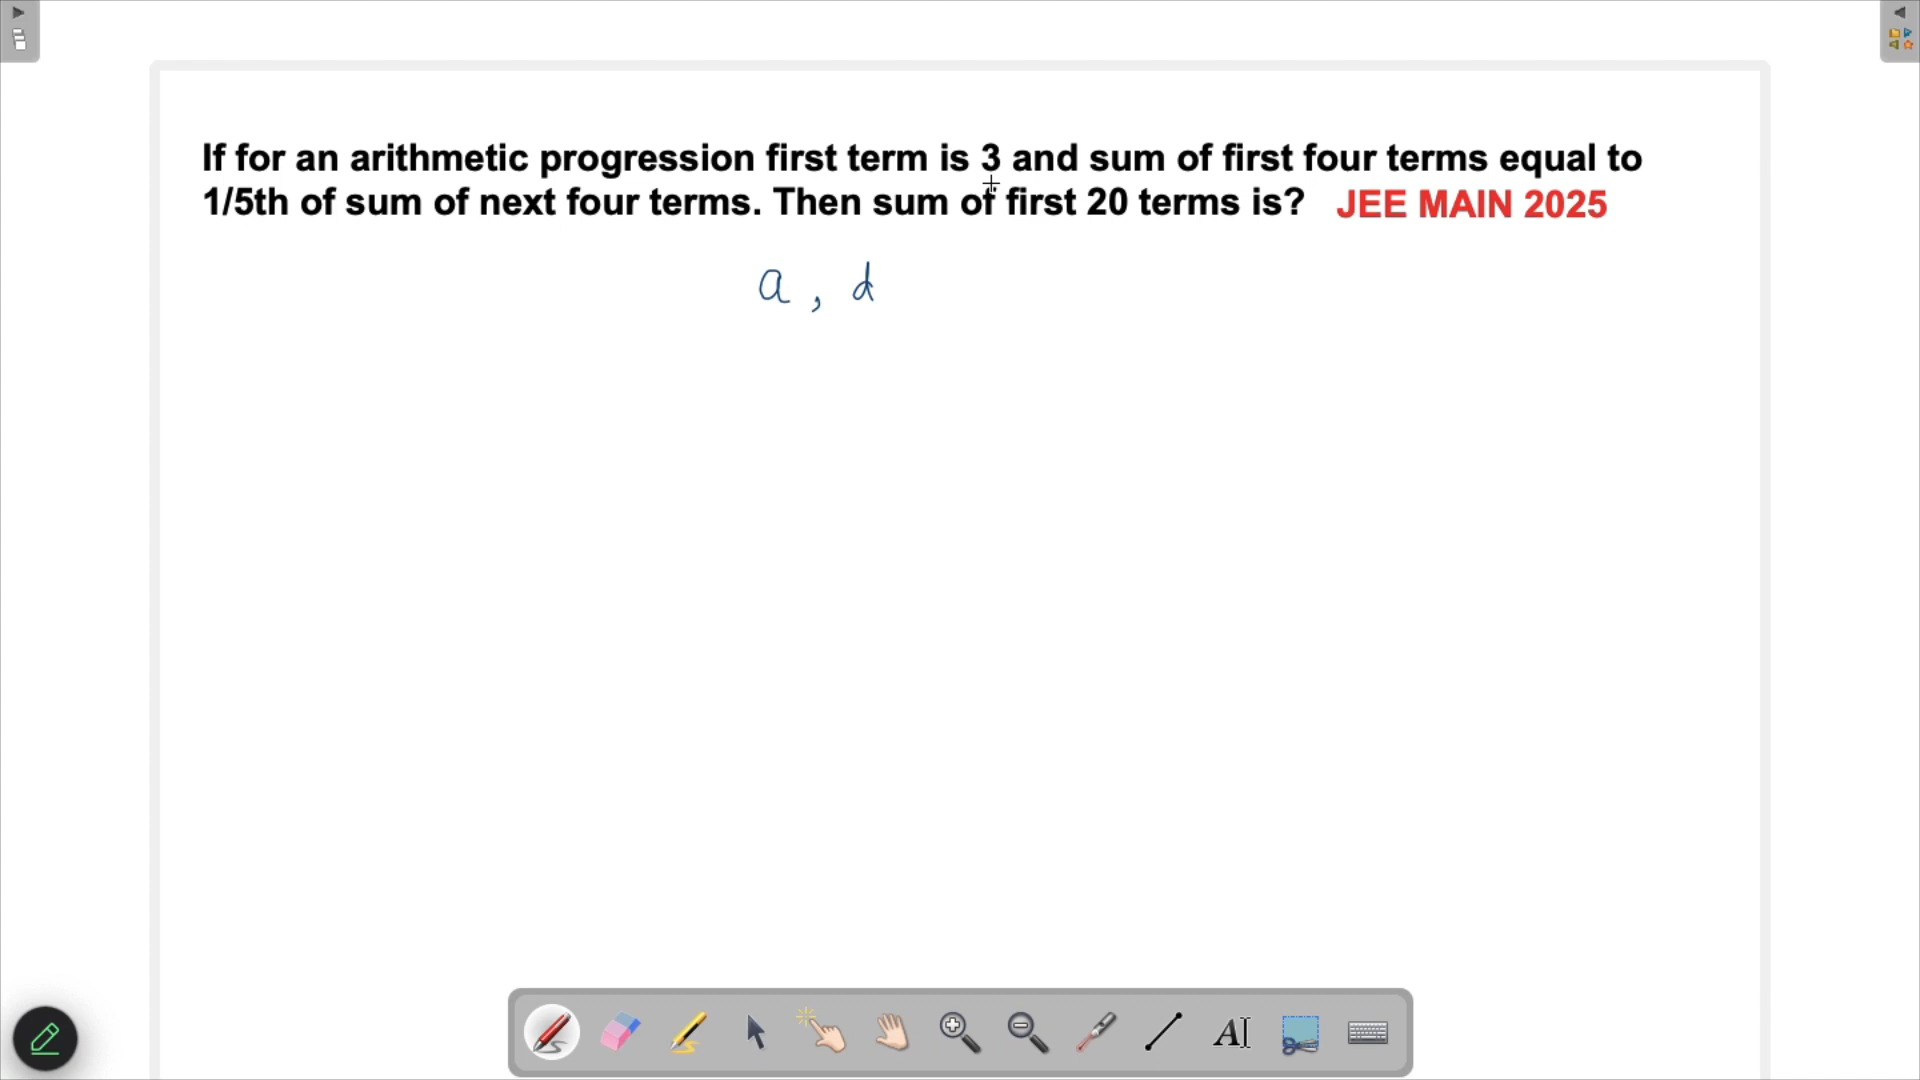 If for an arithmetic progression first term is 3 and sum of first four terms equal to
1/5th of sum of next four terms. Then sum of first 20 terms is? JEE MAIN 2025
a , d
AI